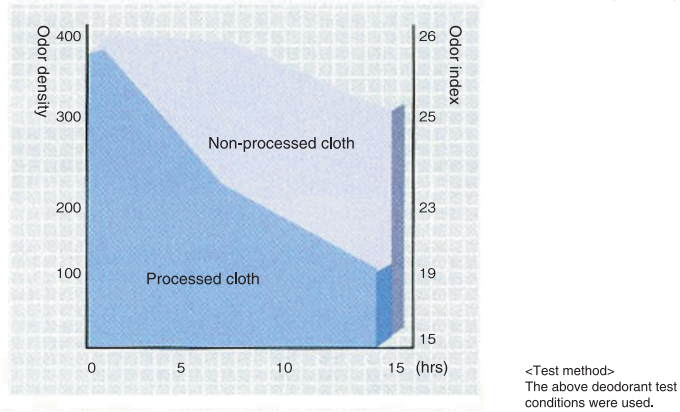 Odor density
400
300
200
100
Odor index
26
25
23
19
15
Non-processed cloth
Processed cloth
0 5 10 15 (hrs)
<Test method>
The above deodorant test
conditions were used.